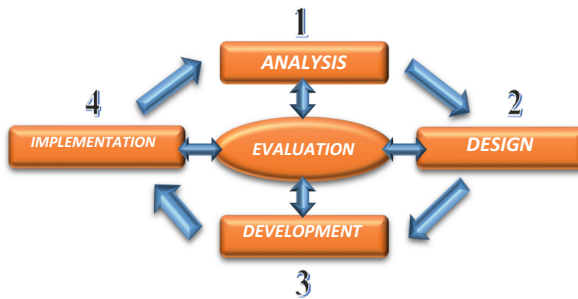 1
ANALYSIS
4
2
IMPLEMENTATION
EVALUATION
DESIGN
DEVELOPMENT
3